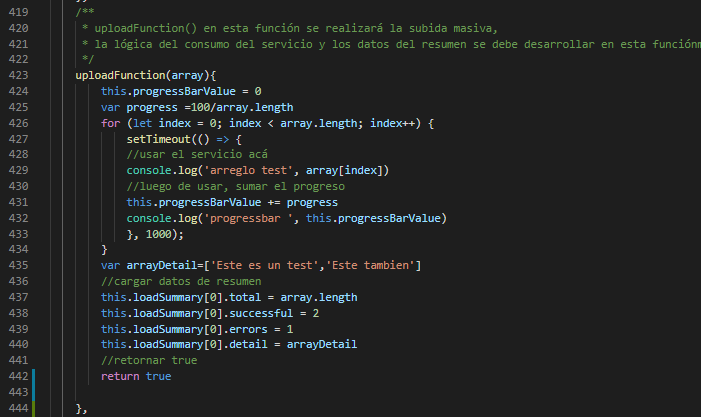 419 /**
420 * uploadFunction() en esta función se realizará la subida masiva,
421 * la lógica del consumo del servicio y los datos del resumen se debe desarrollar en esta función
422 */
423 uploadFunction(array){
424 this.progressBarValue = 0
425 var progress =100/array.length
426 for (let index = 0; index < array.length; index++) {
427 setTimeout(() => {
428 //usar el servicio acá
429 console.log('arreglo test', array[index])
430 //luego de usar, sumar el progreso
431 this.progressBarValue += progress
432 console.log('progressbar ', this.progressBarValue)
433 }, 1000);
434 }
435 var arrayDetail=['Este es un test','Este tambien']
436 //cargar datos de resumen
437 this.loadSummary[0].total = array.length
438 this.loadSummary[0].successful = 2
439 this.loadSummary[0].errors = 1
440 this.loadSummary[0].detail = arrayDetail
441 //retornar true
442 return true
443
444 },